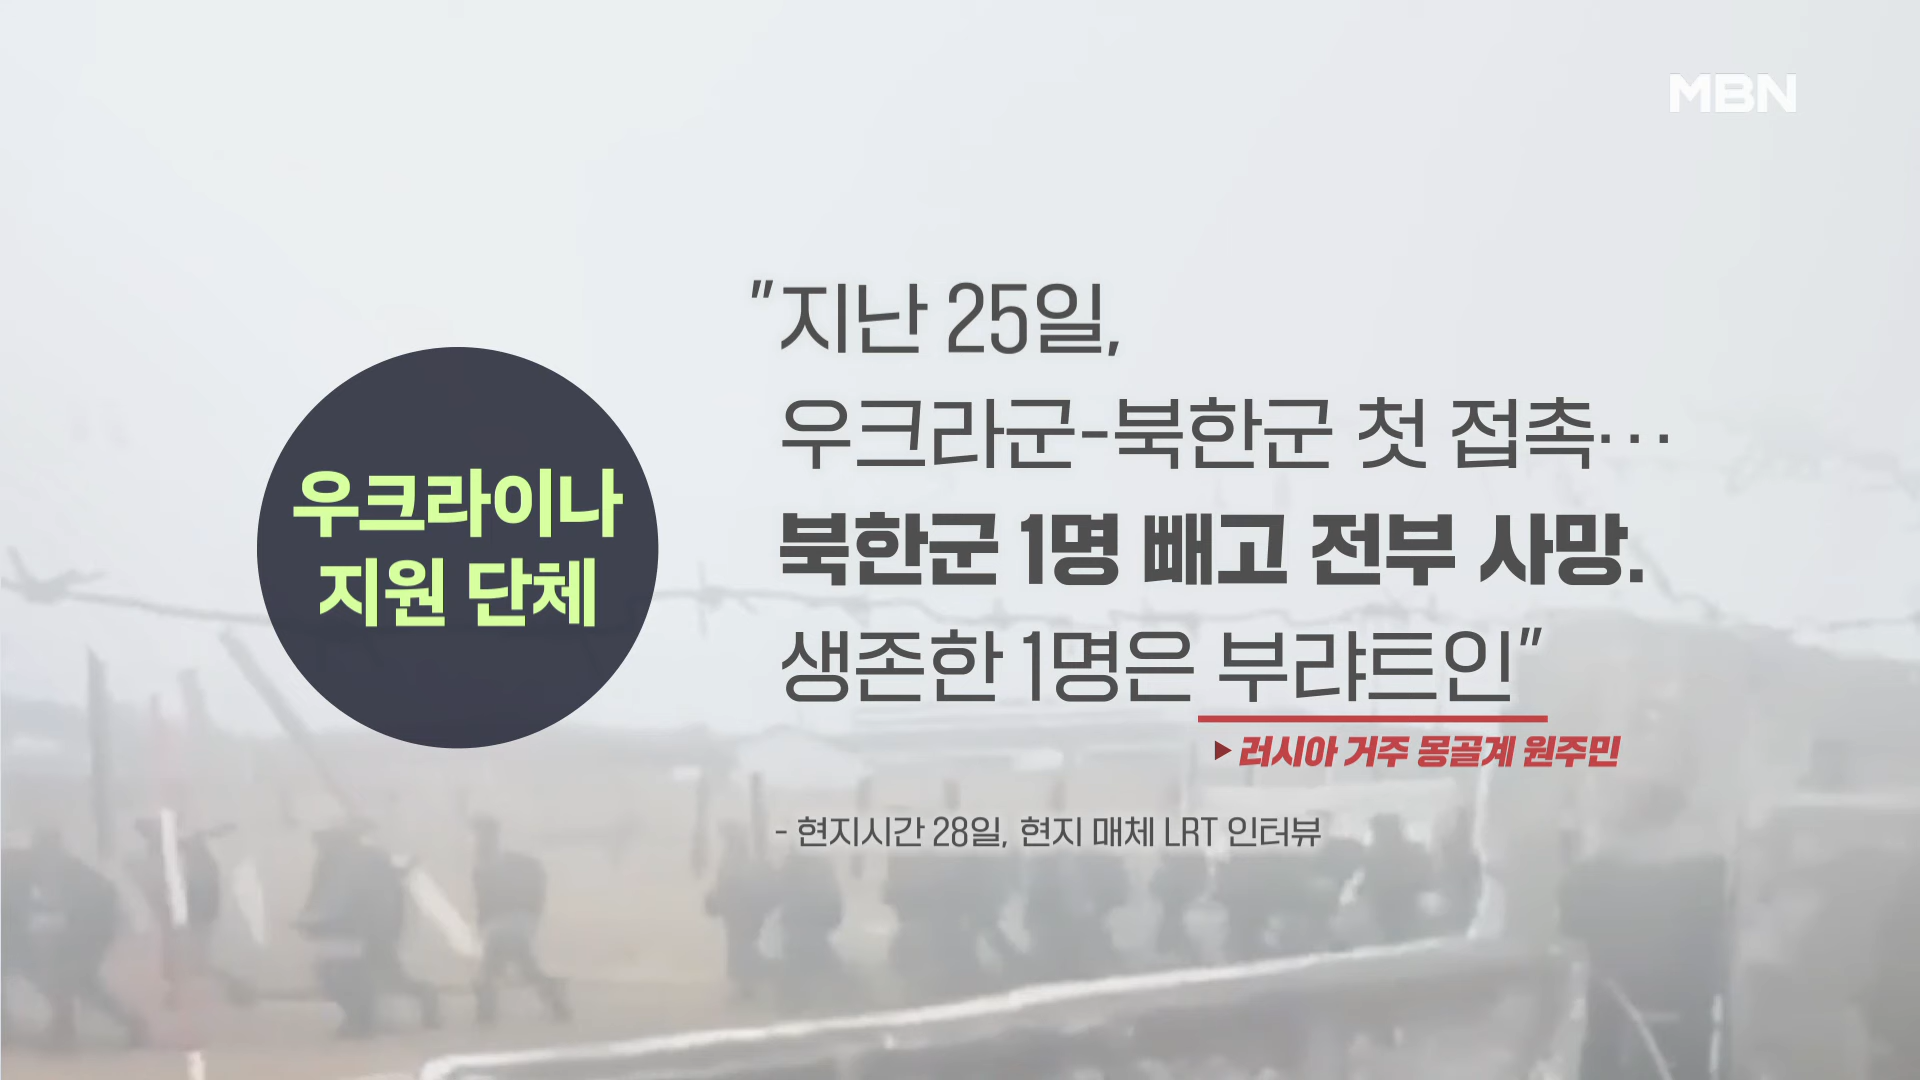 MBN
우크라이나
지원 단체
"지난 25일,
우크라군-북한군 첫 접촉…
북한군 1명 빼고 전부 사망.
생존한 1명은 부랴트인"
▶ 러시아 거주 몽골계 원주민
- 현지시간 28일, 현지 매체 LRT 인터뷰